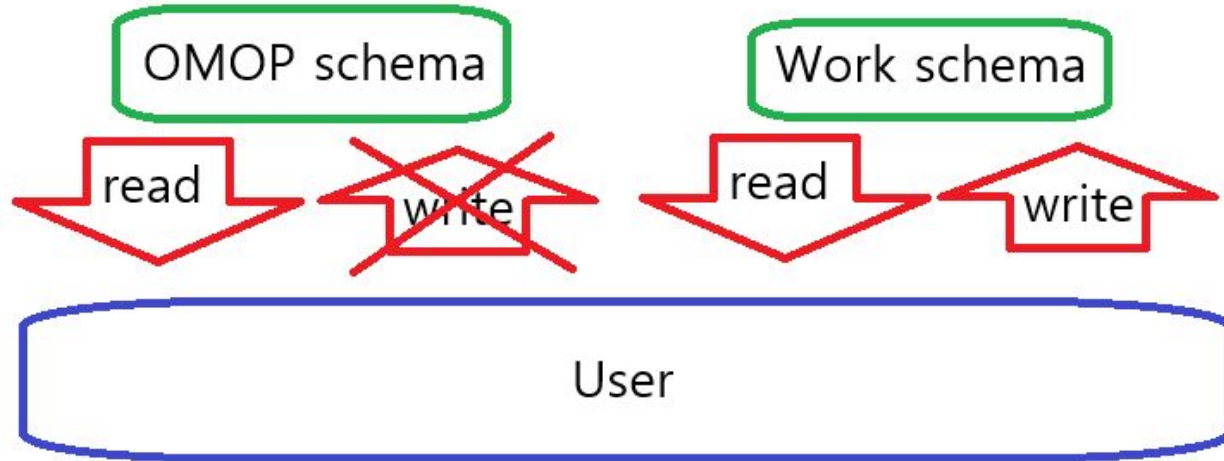 OMOP schema
Work schema
read
write
read
write
User